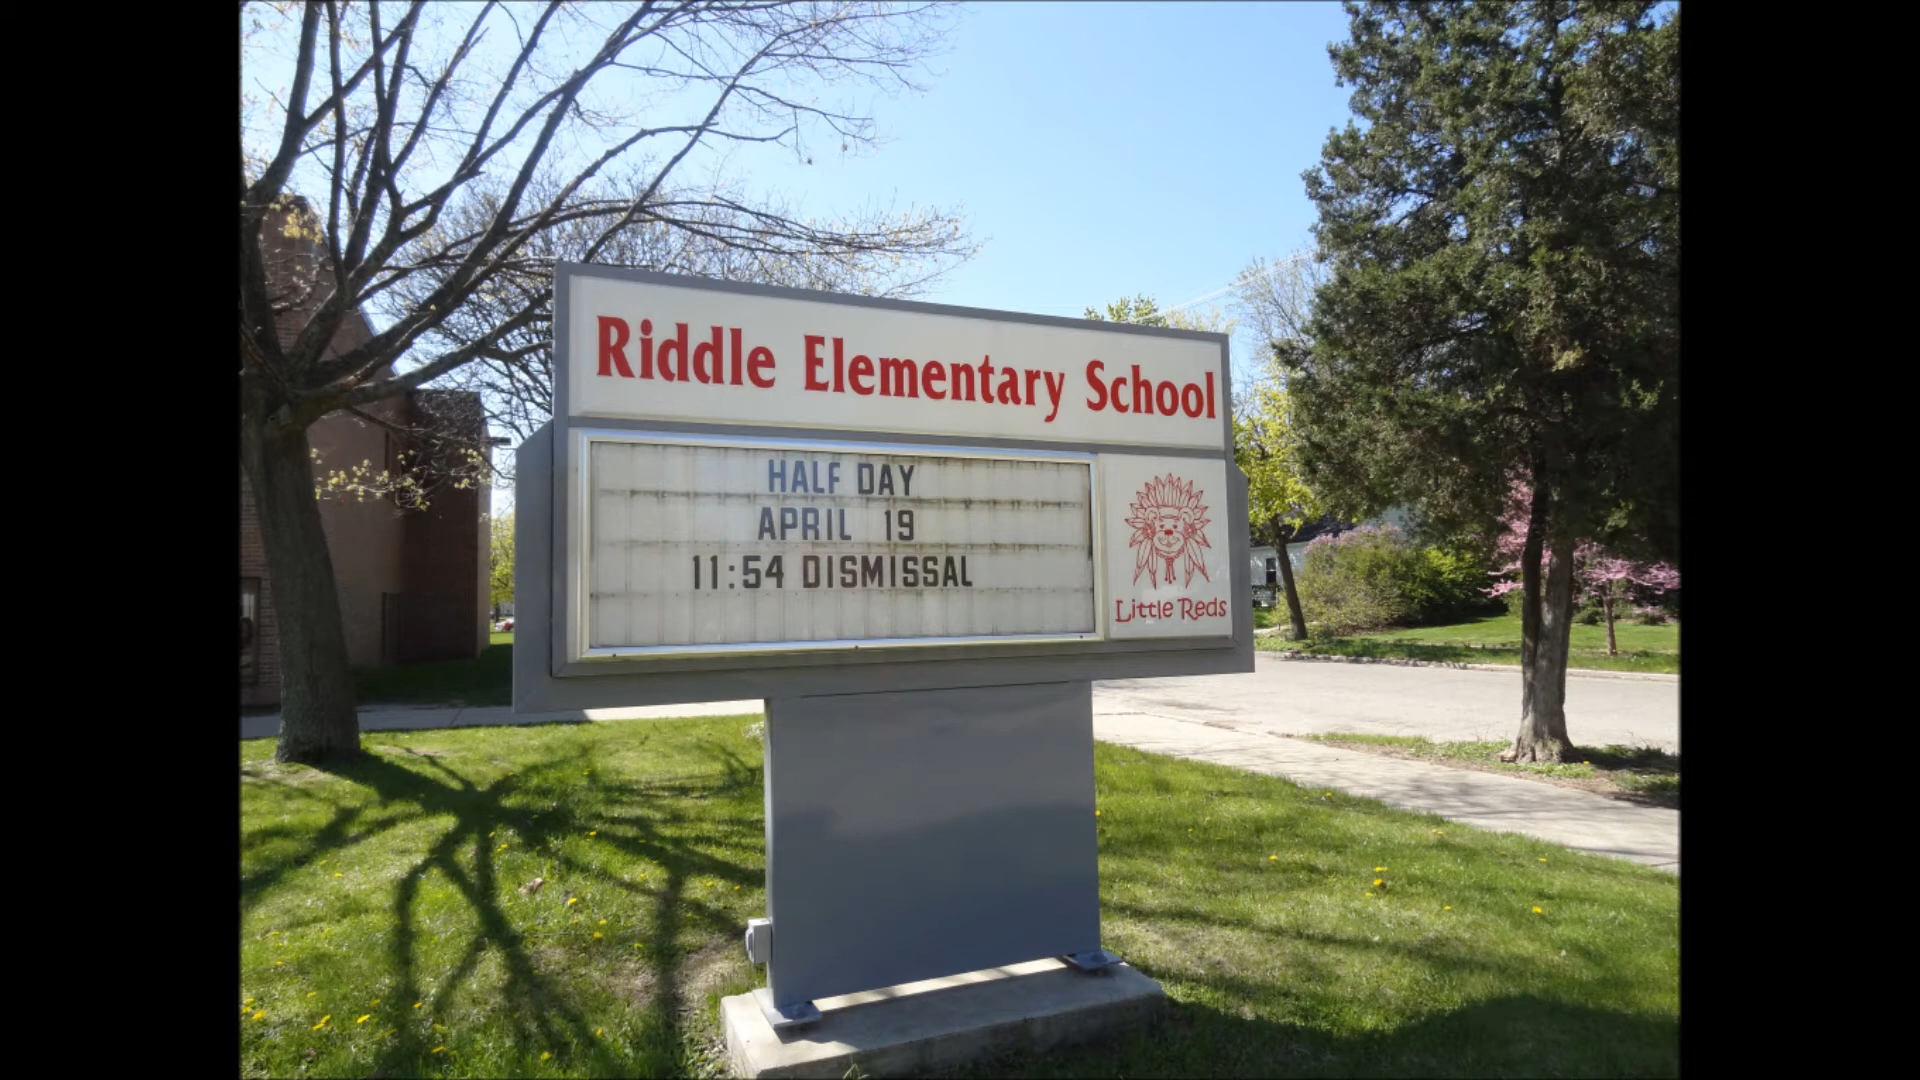 Riddle Elementary School
HALF DAY
APRIL 19
11:54 DISMISSAL
Little Reds